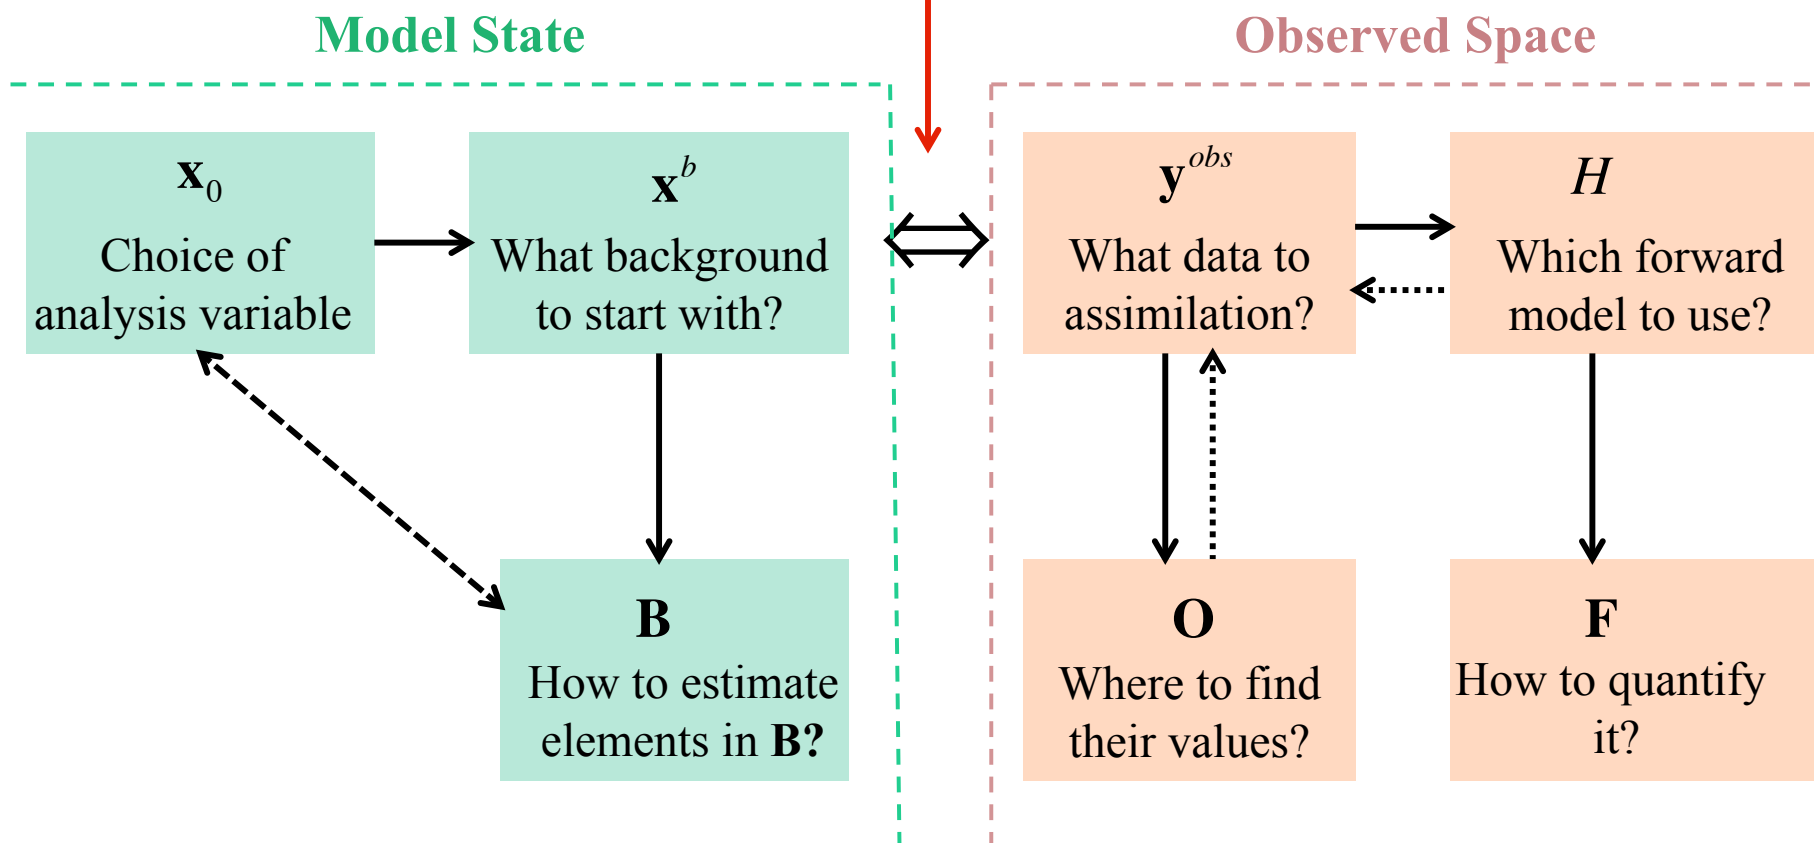 Model State
Observed Space
x₀
Choice of
analysis variable
xᵇ
What background
to start with?
y^obs
What data to
assimilation?
H
Which forward
model to use?
B
How to estimate
elements in B?
O
Where to find
their values?
F
How to quantify
it?